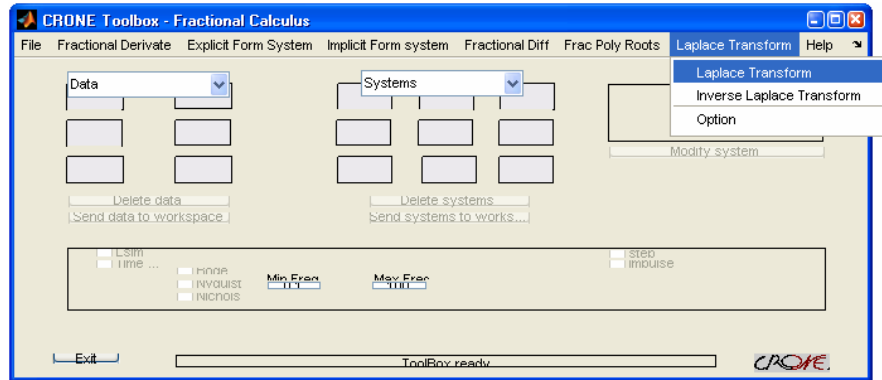 CRONE Toolbox - Fractional Calculus
File Fractional Derivate Explicit Form System Implicit Form system Fractional Diff Frac Poly Roots Laplace Transform Help
Laplace Transform
Inverse Laplace Transform
Option
Data
Systems
Modify system
Delete data
Delete systems
Send data to workspace
Send systems to works...
Lsim
Time ...
step
impulse
Bode
Nyquist
Nichols
Min Freq
Max Freq
100
Exit
ToolBox ready
CRONE